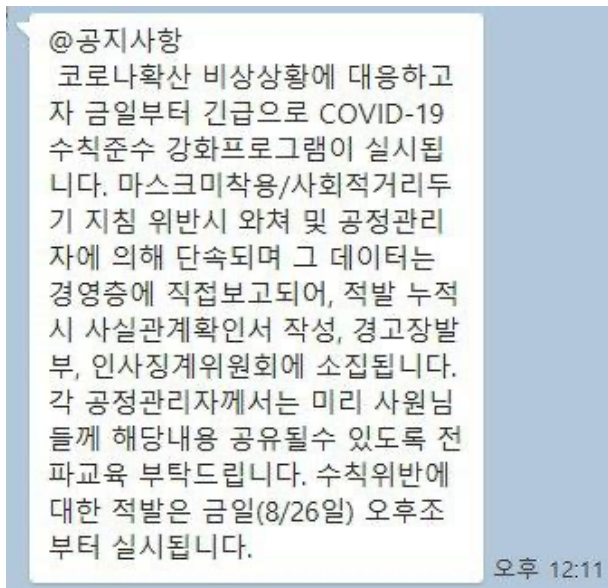 @공지사항
코로나확산 비상상황에 대응하고
자 금일부터 긴급으로 COVID-19
수칙준수 강화프로그램이 실시됩
니다. 마스크미착용/사회적거리두
기 지침 위반시 와쳐 및 공정관리
자에 의해 단속되며 그 데이터는
경영층에 직접보고되어, 적발 누적
시 사실관계확인서 작성, 경고장발
부, 인사징계위원회에 소집됩니다.
각 공정관리자께서는 미리 사원님
들께 해당내용 공유될수 있도록 전
파교육 부탁드립니다. 수칙위반에
대한 적발은 금일(8/26일) 오후조
부터 실시됩니다.
오후 12:11